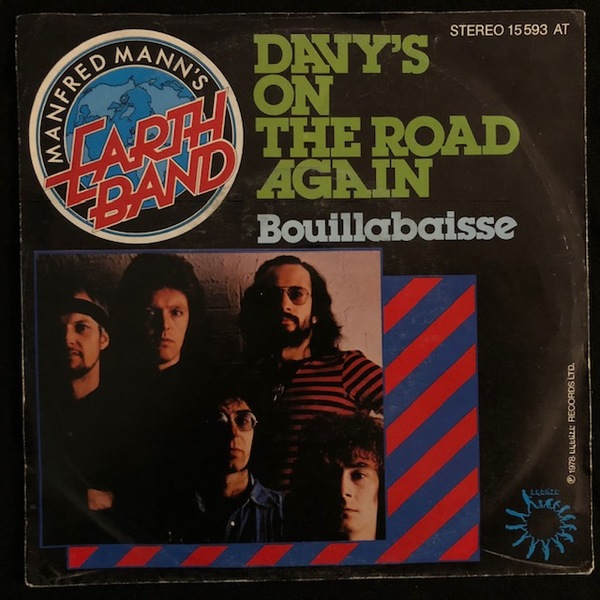 STEREO 15 593 AT
MANFRED MANN'S
EARTH
BAND
DAVY'S
ON
THE ROAD
AGAIN
Bouillabaisse
℗ 1978 RECORDS LTD.